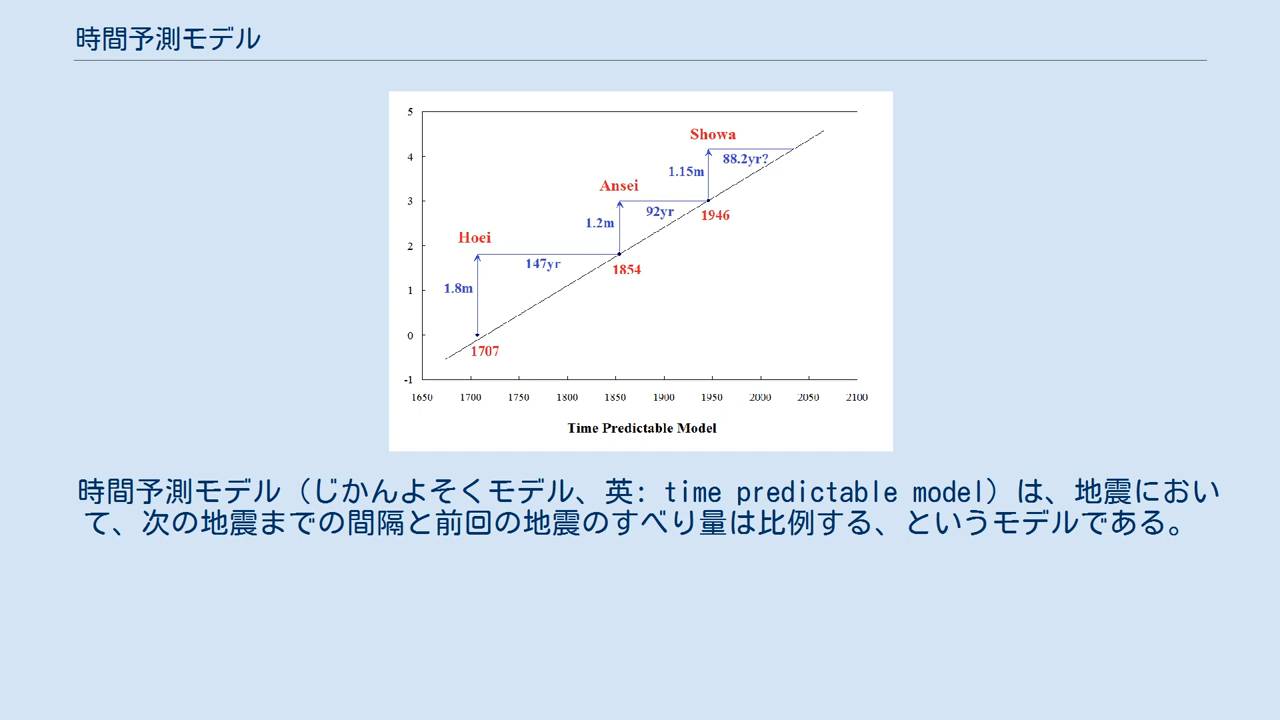 時間予測モデル
5
4
3
2
1
0
-1
Showa
1.15m
88.2yr?
Ansei
1.2m
92yr
1946
Hoei
1.8m
147yr
1854
1707
1650 1700 1750 1800 1850 1900 1950 2000 2050 2100
Time Predictable Model
時間予測モデル（じかんよそくモデル、英: time predictable model）は、地震におい
て、次の地震までの間隔と前回の地震のすべり量は比例する、というモデルである。